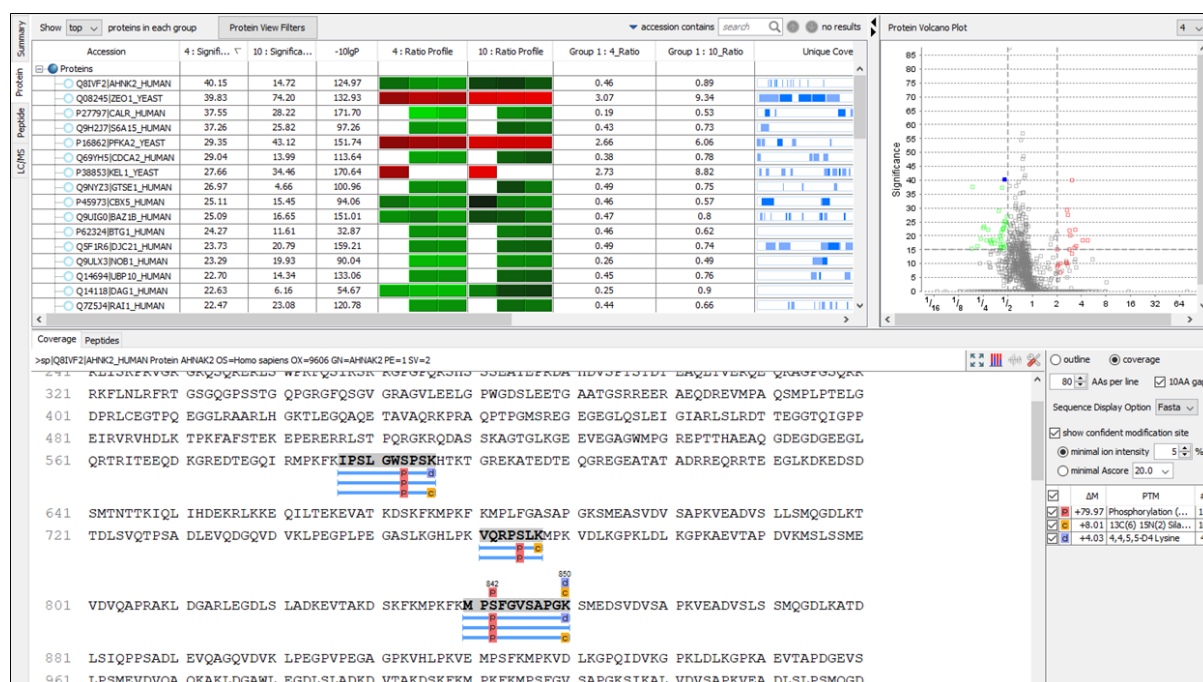 Show top proteins in each group Protein View Filters accession contains search no results
Summary
Protein
Peptide
LC/MS
Accession 4 : Signifi... 10 : Significa... -10lgP 4 : Ratio Profile 10 : Ratio Profile Group 1 : 4_Ratio Group 1 : 10_Ratio Unique Cove
Proteins
Q8IVF2|AHNK2_HUMAN 40.15 14.72 124.97 0.46 0.89
Q08245|ZEO1_YEAST 39.83 74.20 132.93 3.07 9.34
P27797|CALR_HUMAN 37.55 28.22 171.70 0.19 0.53
Q9H2J7|S6A15_HUMAN 37.26 25.82 97.26 0.43 0.73
P16862|PFKA2_YEAST 29.35 43.12 151.74 2.66 6.06
Q69YH5|CDCA2_HUMAN 29.04 13.99 113.64 0.38 0.78
P38853|KEL1_YEAST 27.66 34.46 170.64 2.73 8.82
Q9NYZ3|GTSE1_HUMAN 26.97 4.66 100.96 0.49 0.75
P45973|CBX5_HUMAN 25.11 15.45 94.06 0.46 0.57
Q9UIG0|BAZ1B_HUMAN 25.09 16.65 151.01 0.47 0.8
P62324|BTG1_HUMAN 24.27 11.61 32.87 0.46 0.62
Q5F1R6|DJC21_HUMAN 23.73 20.79 159.21 0.49 0.74
Q9ULX3|NOB1_HUMAN 23.29 19.93 90.04 0.26 0.49
Q14694|UBP10_HUMAN 22.70 14.34 133.06 0.45 0.76
Q14118|DAG1_HUMAN 22.63 6.16 54.67 0.25 0.9
Q7Z5J4|RAI1_HUMAN 22.47 23.08 120.78 0.44 0.66
Protein Volcano Plot 4
Significance
85
80
75
70
65
60
55
50
45
40
35
30
25
20
15
10
5
0
1/16 1/8 1/4 1/2 1 2 4 8 16 32 64
Coverage Peptides
>sp|Q8IVF2|AHNK2_HUMAN Protein AHNAK2 OS=Homo sapiens OX=9606 GN=AHNAK2 PE=1 SV=2
321 RKFLNLRFRT GSGQGPSSTG QPGRGFQSGV GRAGVLEELG PWGDSLEETG AATGSRREER AEQDREVMPA QSMPLPTELG
401 DPRLCEGTPQ EGGLRAARLH GKTLEGQAQE TAVAQRKPRA QPTPGMSREG EGEGLQSLEI GIARLSLRDT TEGGTQIGPP
481 EIRVRVHDLK TPKFAFSTEK EPERERRLST PQRGKRQDAS SKAGTGLKGE EVEGAGWMPG REPTTHAEAQ GDEGDGEEGL
561 QRTRITEEQD KGREDTEGQI RMPKFKIPSL GWSPSKHTKT GREKATEDTE QGREGEATAT ADRREQRRTE EGLKDKEDSD
p d
p
p c
641 SMTNTTKIQL IHDEKRLKKE QILTEKEVAT KDSKFKMPKF KMPLFGASAP GKSMEASVDV SAPKVEADVS LLSMQGDLKT
721 TDLSVQTPSA DLEVQDGQVD VKLPEGPLPE GASLKGHLPK VQRPSLKMPK VDLKGPKLDL KGPKAEVTAP DVKMSLSSME
p c
p
842 850
d
p c
801 VDVQAPRAKL DGARLEGDLS LADKEVTAKD SKFKMPKFKM PSFGVSAPGK SMEDSVDVSA PKVEADVSLS SMQGDLKATD
p d
p
p
p c
881 LSIQPPSADL EVQAGQVDVK LPEGPVPEGA GPKVHLPKVE MPSFKMPKVD LKGPQIDVKG PKLDLKGPKA EVTAPDGEVS
outline coverage
80 AAs per line 10AA gap
Sequence Display Option Fasta
show confident modification site
minimal ion intensity 5 %
minimal Ascore 20.0
ΔM PTM
P +79.97 Phosphorylation (...
c +8.01 13C(6) 15N(2) Sila...
d +4.03 4,4,5,5-D4 Lysine